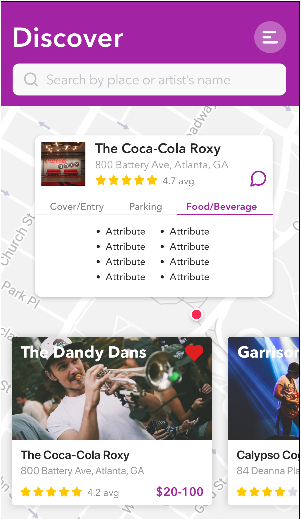 Discover
Search by place or artist's name
The Coca-Cola Roxy
800 Battery Ave, Atlanta, GA
4.7 avg
Cover/Entry Parking Food/Beverage
• Attribute • Attribute
• Attribute • Attribute
• Attribute • Attribute
• Attribute • Attribute
Church St
Park Pl
The Dandy Dans
Garriso
The Coca-Cola Roxy
800 Battery Ave, Atlanta, GA
4.2 avg $20-100
Calypso Co
84 Deanna Pla